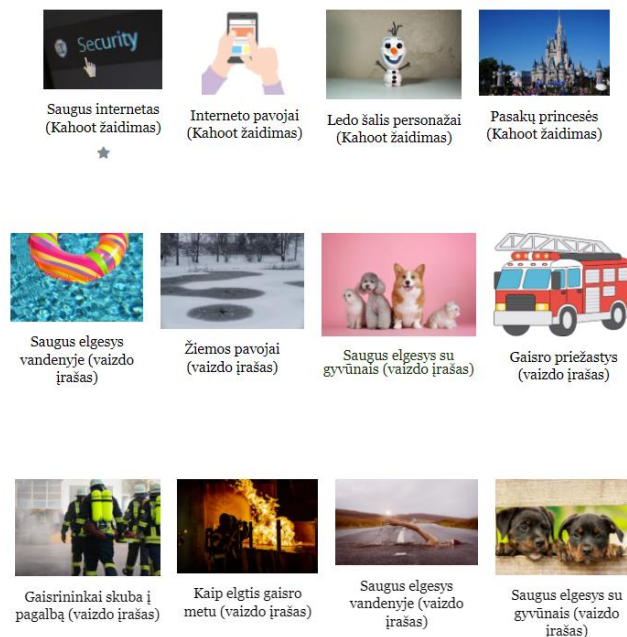 Security
Saugus internetas
(Kahoot žaidimas)
Interneto pavojai
(Kahoot žaidimas)
Ledo šalis personažai
(Kahoot žaidimas)
Pasakų princesės
(Kahoot žaidimas)
Saugus elgesys
vandenyje (vaizdo
įrašas)
Žiemos pavojai
(vaizdo įrašas)
Saugus elgesys su
gyvūnais (vaizdo įrašas)
Gaisro priežastys
(vaizdo įrašas)
Gaisrininkai skuba į
pagalbą (vaizdo įrašas)
Kaip elgtis gaisro
metu (vaizdo įrašas)
Saugus elgesys
vandenyje (vaizdo
įrašas)
Saugus elgesys su
gyvūnais (vaizdo
įrašas)